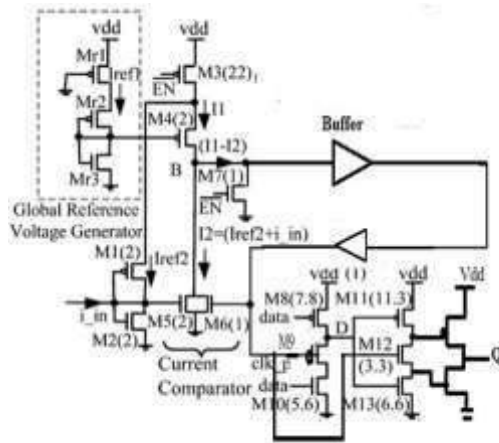 vdd
vdd
Mr1
Iref1
M3(22)
EN
Mr2
I1
M4(2)
Buffer
(I1-I2)
Mr3
B
M7(1)
EN
Global Reference
Voltage Generator
I2=(Iref2+i_in)
M1(2)
Iref2
vdd
(1)
vdd
Vdd
M8(7.8)
M11(11.3)
i_in
M5(2)
M6(1)
data
D
M2(2)
M9
M12
Q
Current
Comparator
clk_F
(3.3)
data
M10(5.6)
M13(6.6)